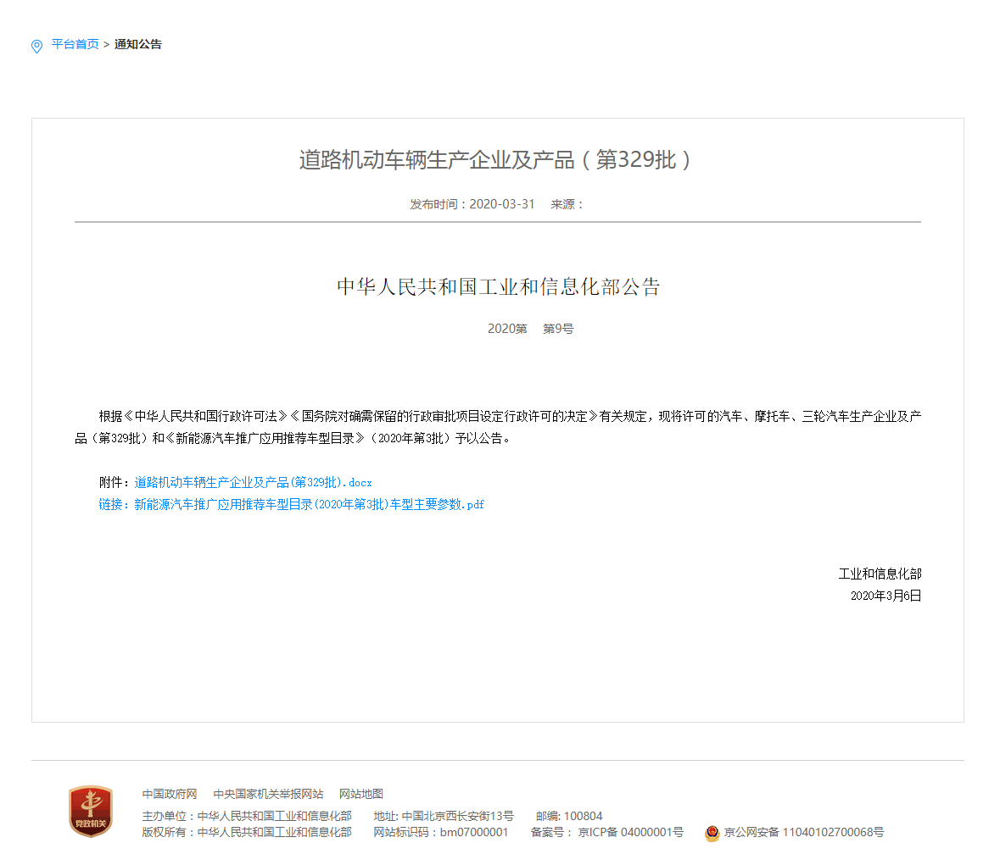 平台首页 > 通知公告
道路机动车辆生产企业及产品（第329批）
发布时间：2020-03-31 来源：
中华人民共和国工业和信息化部公告
2020第 第9号
根据《中华人民共和国行政许可法》《国务院对确需保留的行政审批项目设定行政许可的决定》有关规定，现将许可的汽车、摩托车、三轮汽车生产企业及产
品（第329批）和《新能源汽车推广应用推荐车型目录》（2020年第3批）予以公告。
附件：道路机动车辆生产企业及产品(第329批).docx
链接：新能源汽车推广应用推荐车型目录(2020年第3批)车型主要参数.pdf
工业和信息化部
2020年3月6日
党政机关
中国政府网 中央国家机关举报网站 网站地图
主办单位：中华人民共和国工业和信息化部 地址: 中国北京西长安街13号 邮编: 100804
版权所有：中华人民共和国工业和信息化部 网站标识码：bm07000001 备案号： 京ICP备 04000001号 京公网安备 11040102700068号